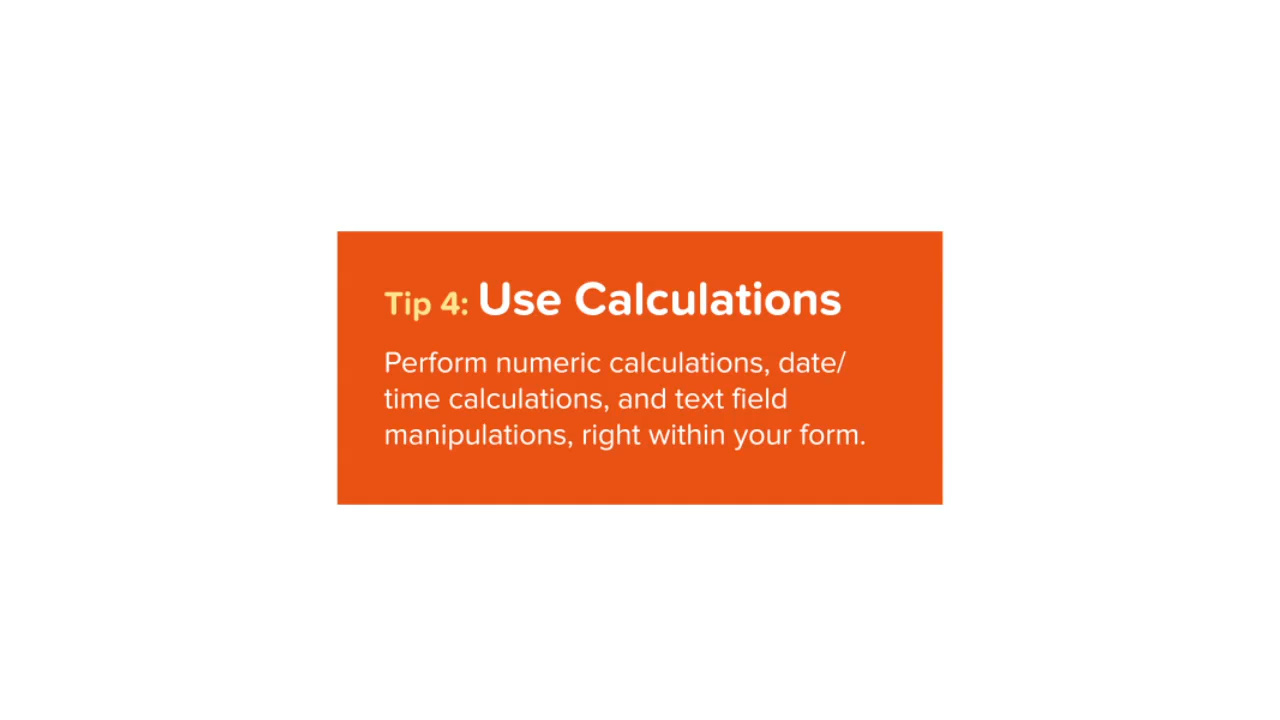 Tip 4: Use Calculations
Perform numeric calculations, date/
time calculations, and text field
manipulations, right within your form.